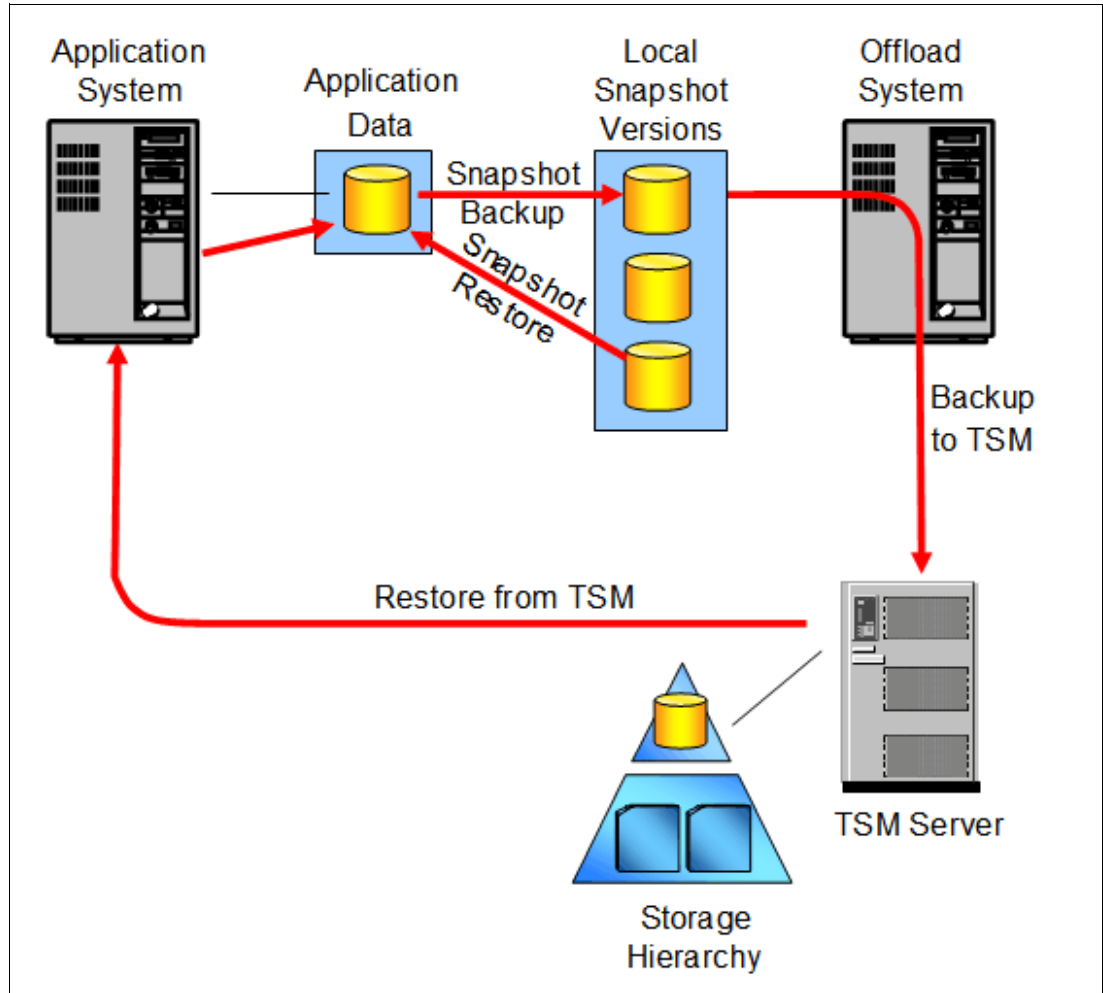 Application
System
Application
Data
Local
Snapshot
Versions
Offload
System
Snapshot
Backup
Snapshot
Restore
Backup
to TSM
Restore from TSM
TSM Server
Storage
Hierarchy